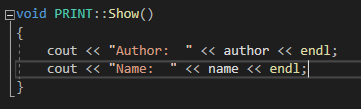 void PRINT::Show()
{
cout << "Author:  " << author << endl;
cout << "Name:  " << name << endl;
}